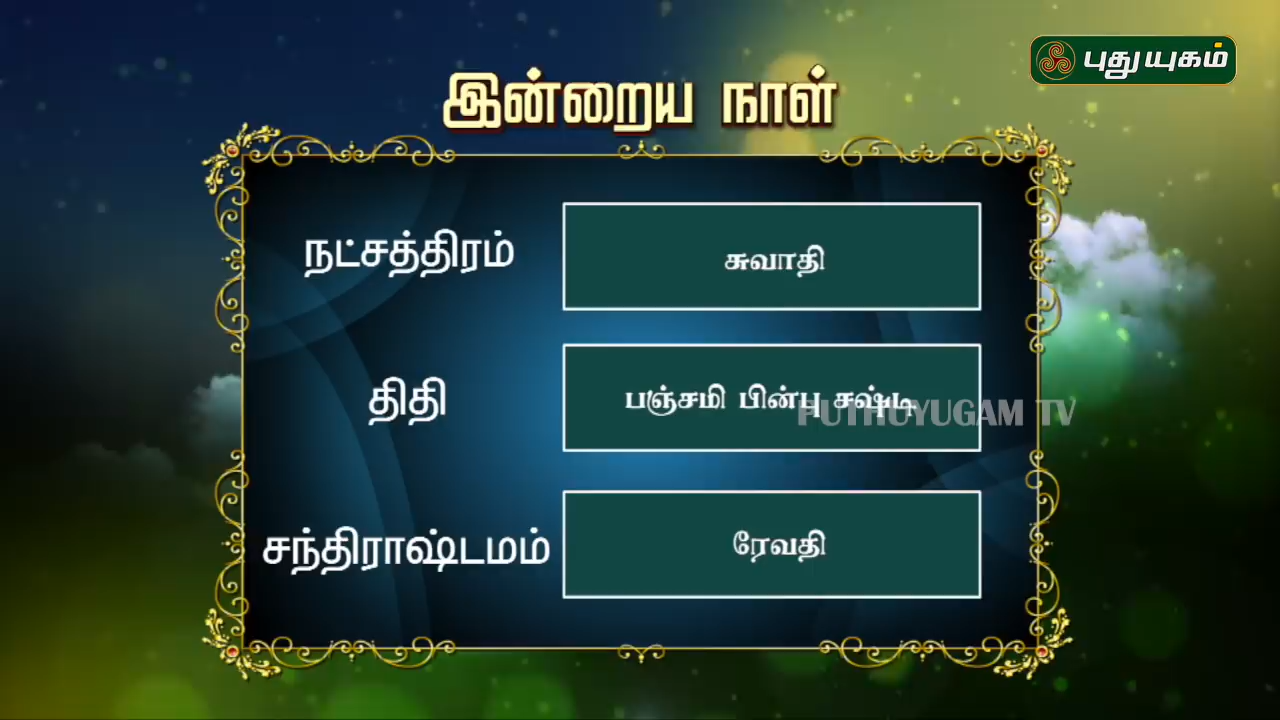 புதுயுகம்
இன்றைய நாள்
நட்சத்திரம்
சுவாதி
திதி
பஞ்சமி பின்பு சஷ்டி
PUTHUYUGAM TV
சந்திராஷ்டமம்
ரேவதி